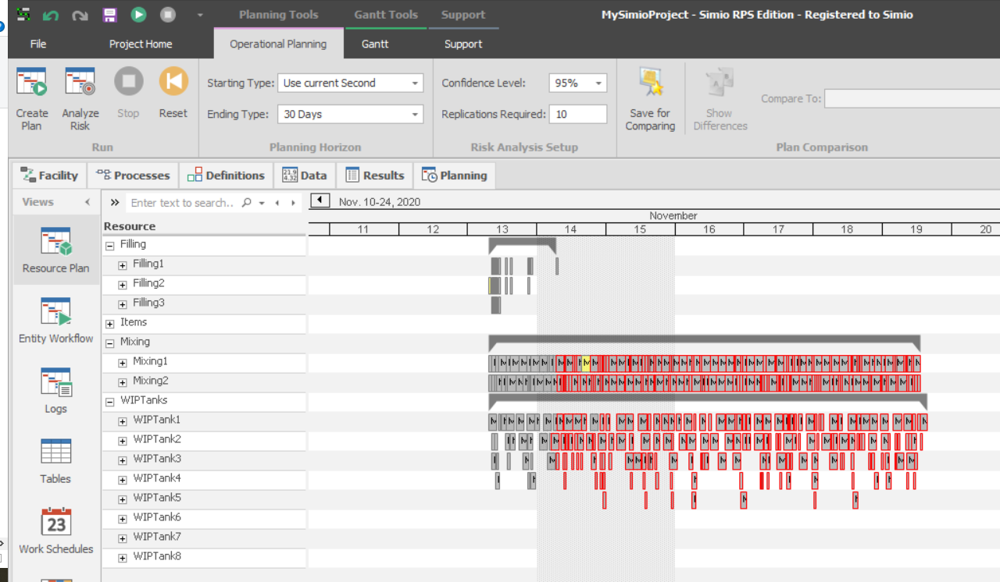 Planning Tools Gantt Tools Support MySimioProject - Simio RPS Edition - Registered to Simio
File Project Home Operational Planning Gantt Support
Starting Type: Use current Second Confidence Level: 95%
Compare To:
Ending Type: 30 Days Replications Required: 10
Create Plan Analyze Risk Stop Reset Save for Comparing Show Differences
Run Planning Horizon Risk Analysis Setup Plan Comparison
Facility Processes Definitions Data Results Planning
Views Enter text to search.. Nov. 10-24, 2020
November
Resource
11 12 13 14 15 16 17 18 19 20
Filling
Filling1
Filling2
Filling3
Items
Mixing
Mixing1
Mixing2
WIPTanks
WIPTank1
WIPTank2
WIPTank3
WIPTank4
WIPTank5
WIPTank6
WIPTank7
WIPTank8
Resource Plan
Entity Workflow
Logs
Tables
23
Work Schedules